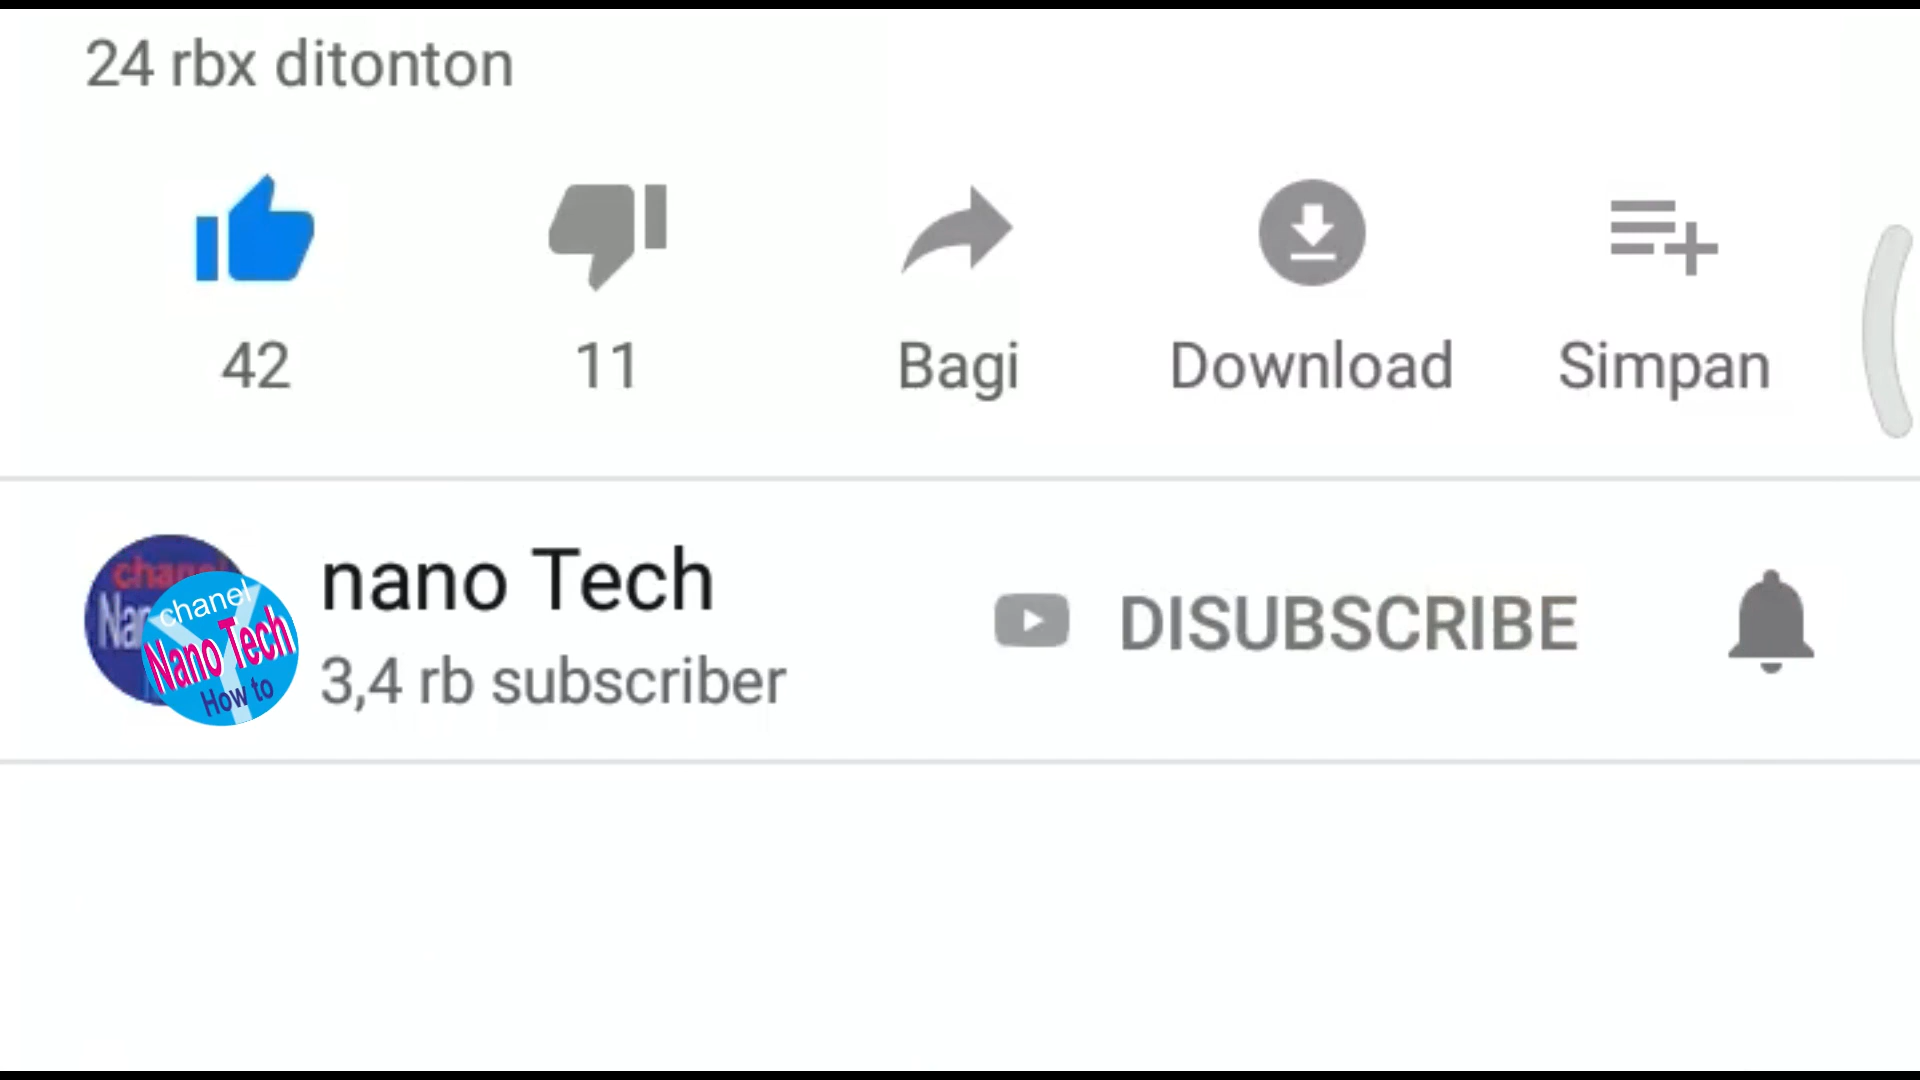 24 rbx ditonton
42
11
Bagi
Download
Simpan
nano Tech
3,4 rb subscriber
DISUBSCRIBE
chanel
Nano Tech
How to